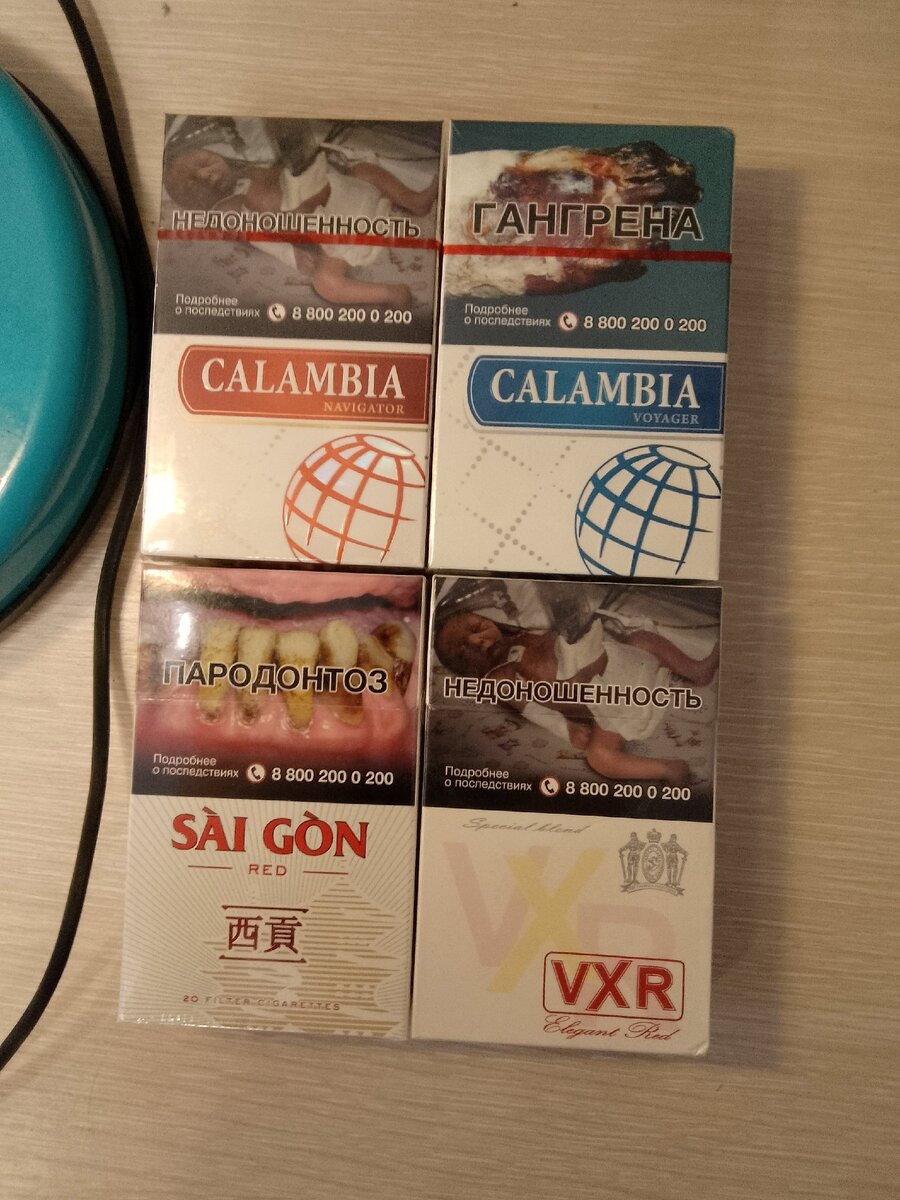 НЕДОНОШЕННОСТЬ
Подробнее
о последствиях 8 800 200 0 200
CALAMBIA
NAVIGATOR
ГАНГРЕНА
Подробнее
о последствиях 8 800 200 0 200
CALAMBIA
VOYAGER
ПАРОДОНТОЗ
Подробнее
о последствиях 8 800 200 0 200
SÀI GÒN
RED
西貢
20 FILTER CIGARETTES
НЕДОНОШЕННОСТЬ
Подробнее
о последствиях 8 800 200 0 200
Special blend
VXR
VXR
Elegant Red